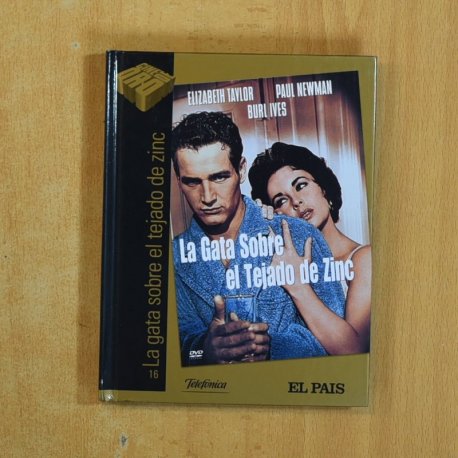 ELIZABETH TAYLOR PAUL NEWMAN
BURL IVES
La Gata Sobre
el Tejado de Zinc
DVD
16 La gata sobre el tejado de zinc
Telefónica
EL PAIS